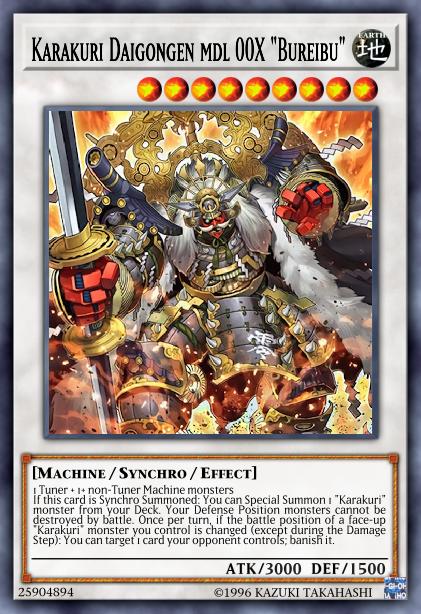 Karakuri Daigongen mdl 00X "Bureibu"
EARTH
地
[Machine / Synchro / Effect]
1 Tuner + 1+ non-Tuner Machine monsters
If this card is Synchro Summoned: You can Special Summon 1 "Karakuri"
monster from your Deck. Your Defense Position monsters cannot be
destroyed by battle. Once per turn, if the battle position of a face-up
"Karakuri" monster you control is changed (except during the Damage
Step): You can target 1 card your opponent controls; banish it.
ATK/3000 DEF/1500
25904894
©1996 KAZUKI TAKAHASHI